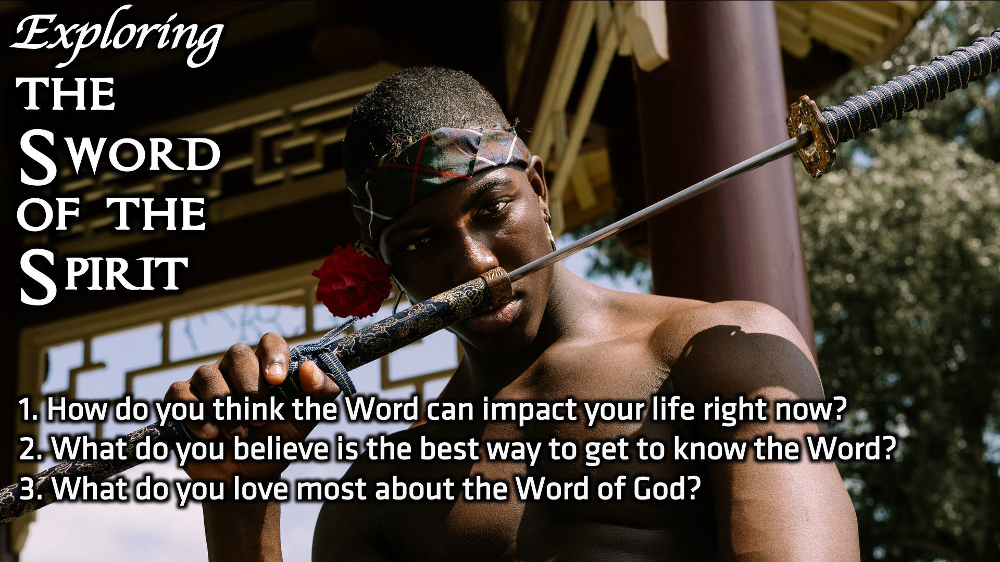 Exploring
THE
SWORD
OF THE
SPIRIT
1. How do you think the Word can impact your life right now?
2. What do you believe is the best way to get to know the Word?
3. What do you love most about the Word of God?